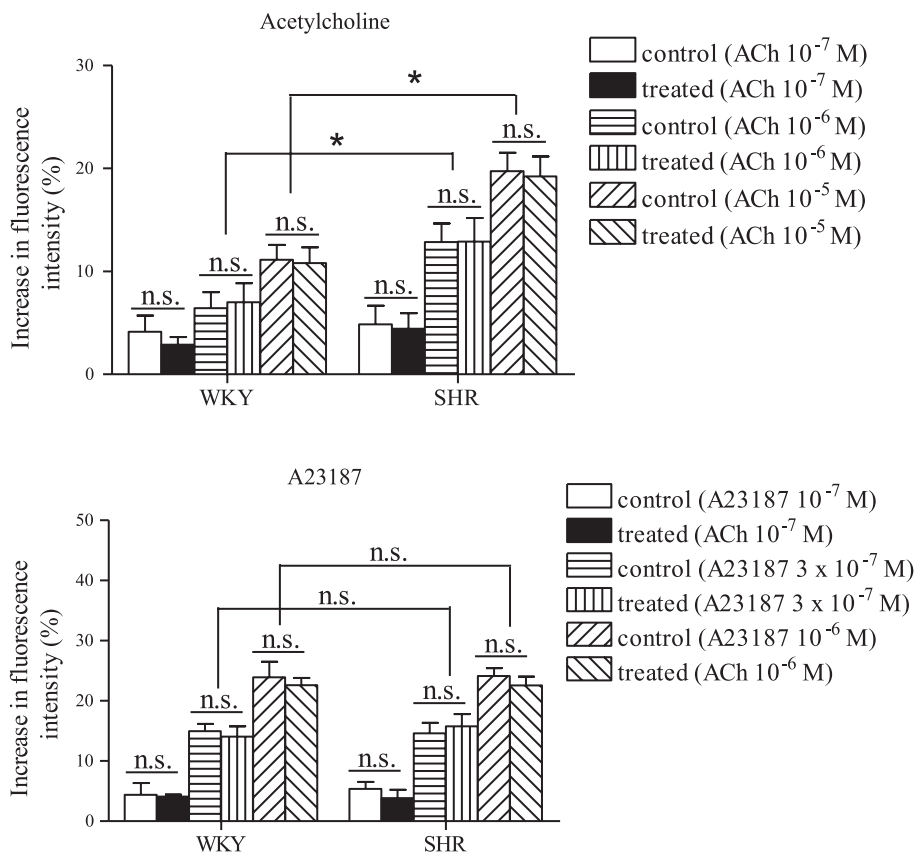 Acetylcholine
Increase in fluorescence
intensity (%)
30
20
10
0
*
*
n.s.
n.s.
n.s.
n.s.
n.s.
n.s.
WKY
SHR
control (ACh 10⁻⁷ M)
treated (ACh 10⁻⁷ M)
control (ACh 10⁻⁶ M)
treated (ACh 10⁻⁶ M)
control (ACh 10⁻⁵ M)
treated (ACh 10⁻⁵ M)
A23187
Increase in fluorescence
intensity (%)
50
40
30
20
10
0
n.s.
n.s.
n.s.
n.s.
n.s.
n.s.
n.s.
n.s.
WKY
SHR
control (A23187 10⁻⁷ M)
treated (ACh 10⁻⁷ M)
control (A23187 3 x 10⁻⁷ M)
treated (A23187 3 x 10⁻⁷ M)
control (A23187 10⁻⁶ M)
treated (ACh 10⁻⁶ M)